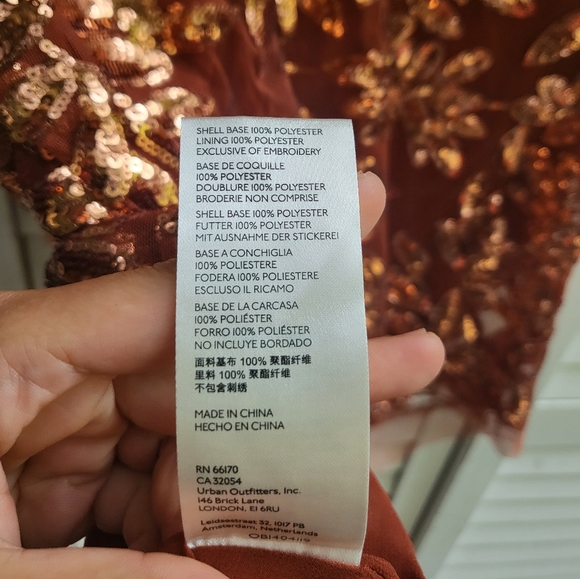 SHELL BASE 100% POLYESTER
LINING 100% POLYESTER
EXCLUSIVE OF EMBROIDERY
BASE DE COQUILLE
100% POLYESTER
DOUBLURE 100% POLYESTER
BRODERIE NON COMPRISE
SHELL BASE 100% POLYESTER
FUTTER 100% POLYESTER
MIT AUSNAHME DER STICKEREI
BASE A CONCHIGLIA
100% POLIESTERE
FODERA 100% POLIESTERE
ESCLUSO IL RICAMO
BASE DE LA CARCASA
100% POLIÉSTER
FORRO 100% POLIÉSTER
NO INCLUYE BORDADO
面料基布 100% 聚酯纤维
里料 100% 聚酯纤维
不包含刺绣
MADE IN CHINA
HECHO EN CHINA
RN 66170
CA 32054
Urban Outfitters, Inc.
146 Brick Lane
LONDON, E1 6RU
Leidsestraat 32, 1017 PB
Amsterdam, Netherlands